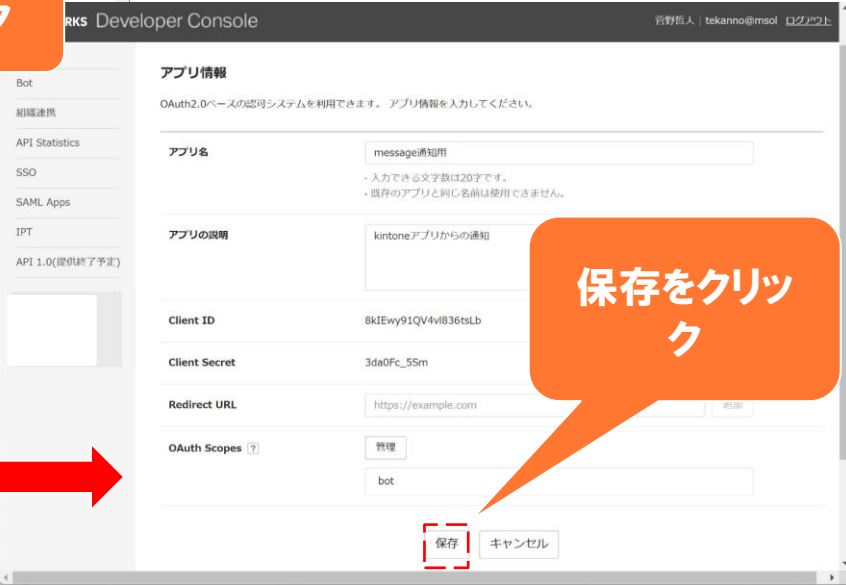 ク
RKS Developer Console
菅野哲人 | tekanno@msol ログアウト
Bot
組織連携
API Statistics
SSO
SAML Apps
IPT
API 1.0(提供終了予定)
アプリ情報
OAuth2.0ベースの認可システムを利用できます。 アプリ情報を入力してください。
アプリ名
message通知用
- 入力できる文字数は20字です。
- 既存のアプリと同じ名前は使用できません。
アプリの説明
kintoneアプリからの通知
保存をクリッ
ク
Client ID
8kIEwy91QV4vl836tsLb
Client Secret
3da0Fc_5Sm
Redirect URL
https://example.com
追加
OAuth Scopes ?
管理
bot
保存
キャンセル